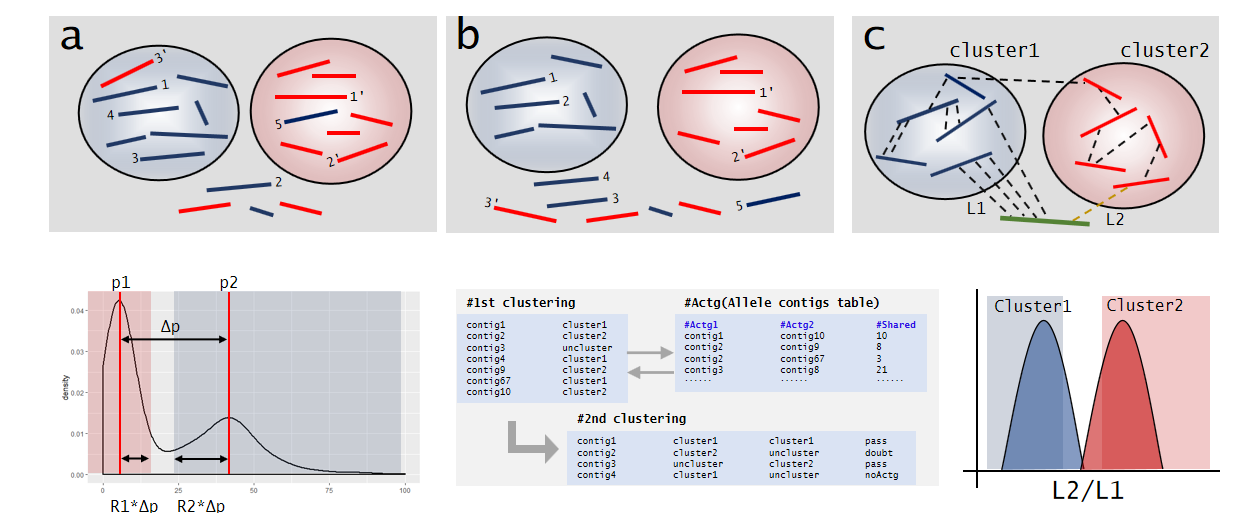 a
3'
1
4
3
1'
5
2'
2
b
1
2
1'
2'
4
3
3'
5
c
cluster1
cluster2
L1
L2
p1
p2
Δp
0.04
0.03
0.02
0.01
0.00
density
0
25
50
75
100
R1*Δp
R2*Δp
#1st clustering
contig1 cluster1
contig2 cluster2
contig3 uncluster
contig4 cluster1
contig9 cluster2
contig67 cluster1
contig10 cluster2
#Actg(Allele contigs table)
#Actg1 #Actg2 #Shared
contig1 contig10 10
contig2 contig9 8
contig2 contig67 3
contig3 contig8 21
...... ...... ......
#2nd clustering
contig1 cluster1 cluster1 pass
contig2 cluster2 uncluster doubt
contig3 uncluster cluster2 pass
contig4 cluster1 uncluster noActg
Cluster1
Cluster2
L2/L1